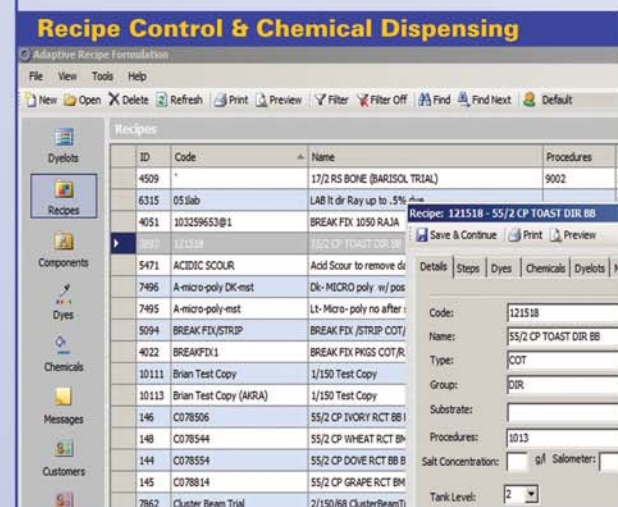 Recipe Control & Chemical Dispensing
Adaptive Recipe Formulation
File View Tools Help
New Open Delete Refresh Print Preview Filter Filter Off Find Find Next Default
Recipes
Dyelots
Recipes
Components
Dyes
Chemicals
Messages
Customers
ID Code Name Procedures
4509 ` 17/2 RS BONE (BARISOL TRIAL) 9002
6315 051lab LAB lt dr Ray up to .5%
4051 103259653@1 BREAK FIX 1050 RAJA
121518 55/2 CP TOAST DIR BB
5471 ACIDIC SCOUR Acid Scour to remove
7496 A-micro-poly DK-mst Dk- MICRO poly w/
7495 A-micro-poly-mst Lt- Micro- poly no after
5094 BREAK FIX/STRIP BREAK FIX /STRIP COT/
4022 BREAKFIX1 BREAK FIX PKGS COT/R
10111 Brian Test Copy 1/150 Test Copy
10113 Brian Test Copy (AKRA) 1/150 Test Copy
146 C078506 55/2 CP IVORY RCT BB
148 C078544 55/2 CP WHEAT RCT
144 C078554 55/2 CP DOVE RCT BB
145 C078814 55/2 CP GRAPE RCT
7862 Cluster Beam Trial 2/150/68
Recipe: 121518 - 55/2 CP TOAST DIR BB
Save & Continue Print Preview
Details Steps Dyes Chemicals Dyelots
Code: 121518
Name: 55/2 CP TOAST DIR BB
Type: COT
Group: DIR
Substrate:
Procedures: 1013
Salt Concentration: g/l Salometer:
Tank Level: 2